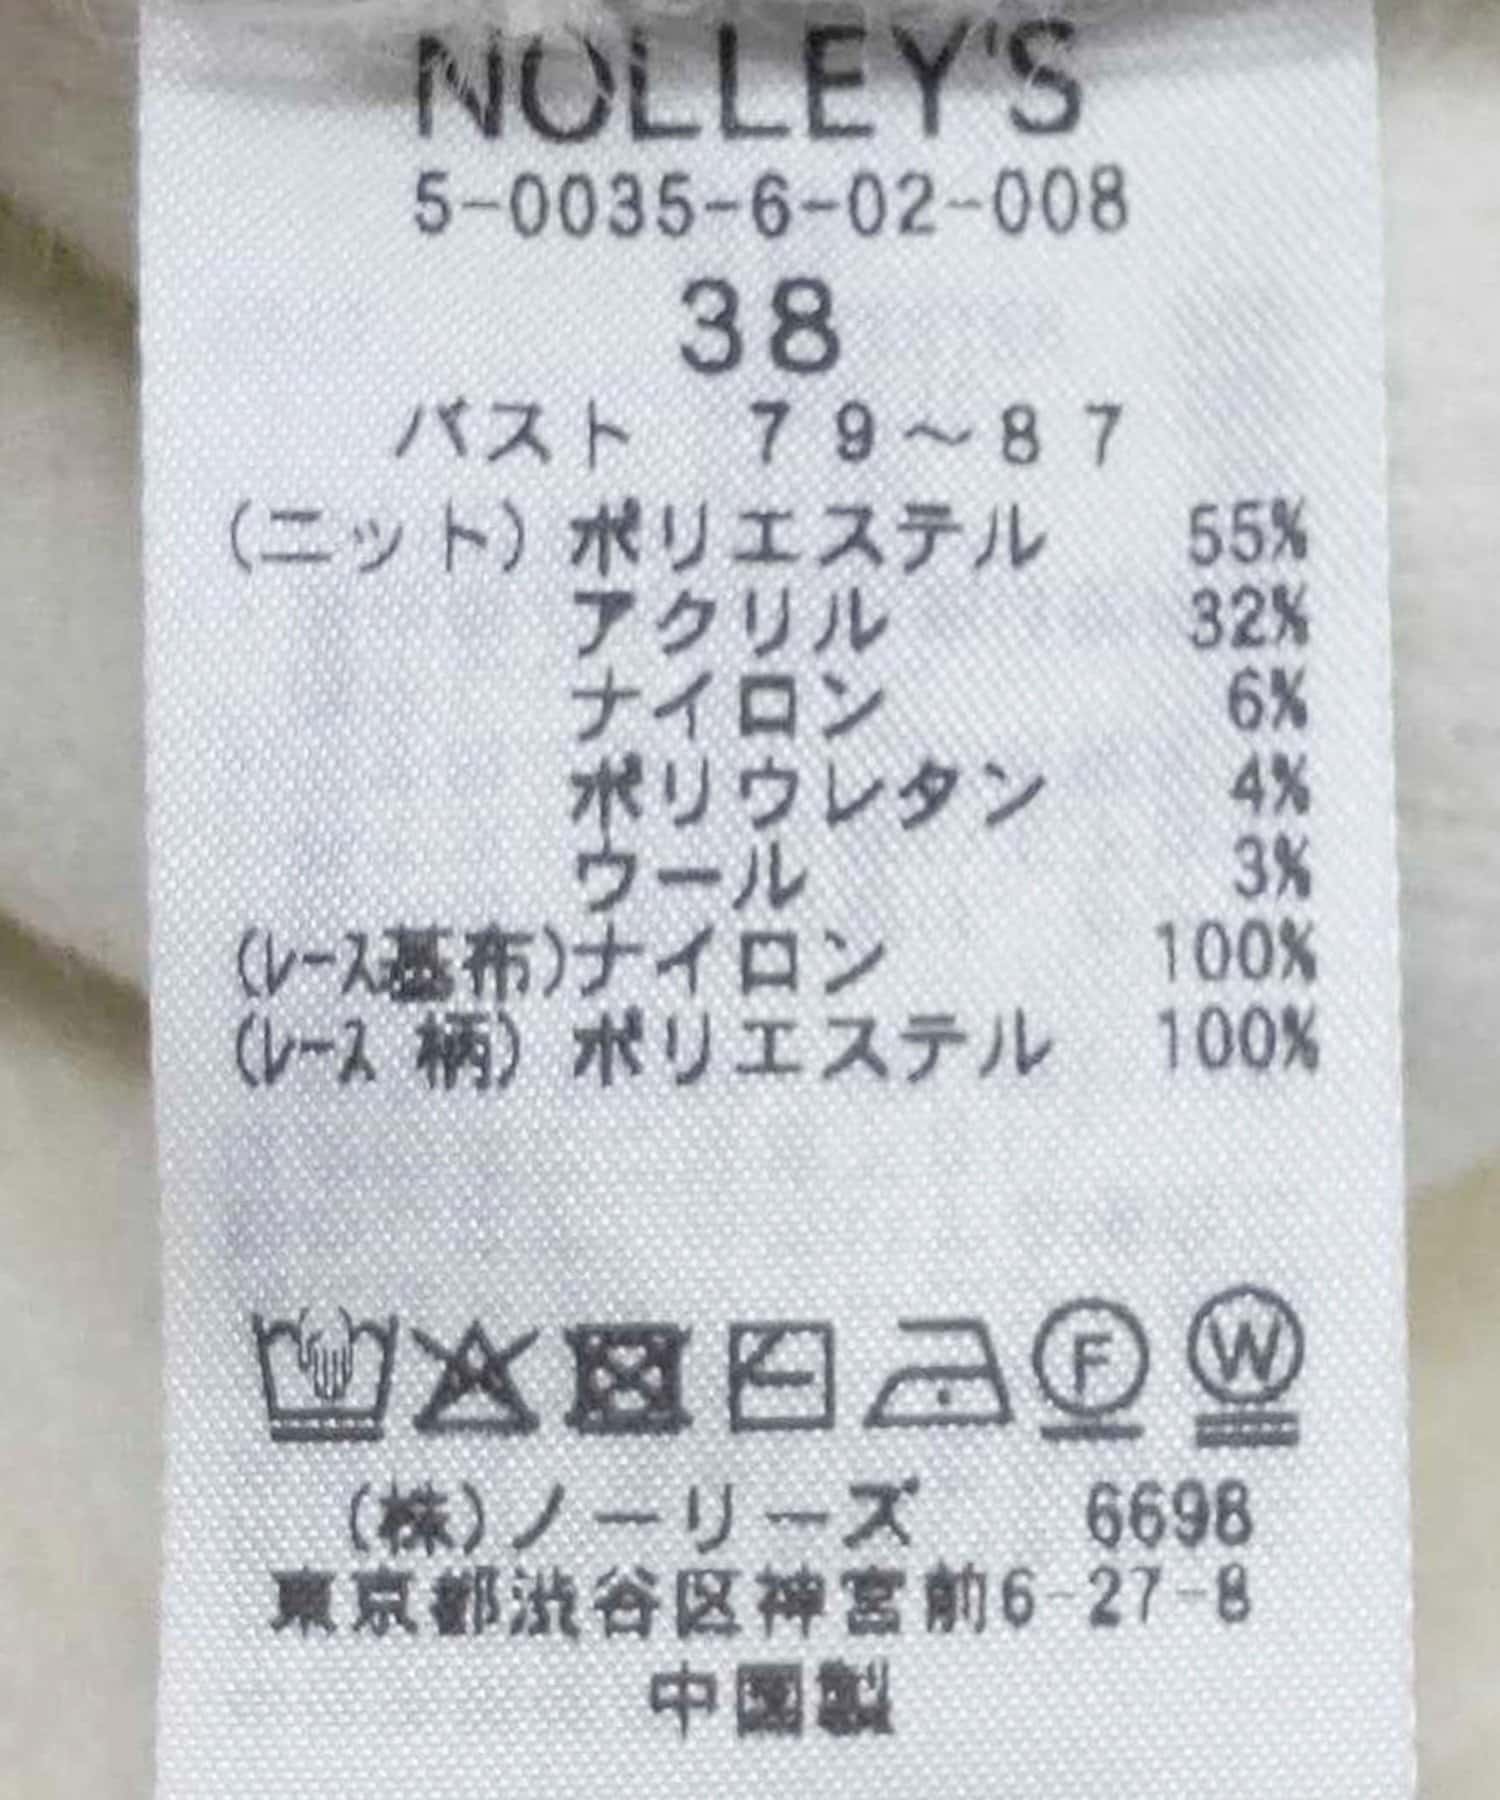 NOLLEY'S
5-0035-6-02-008
38
バスト 79～87
(ニット) ポリエステル 55%
アクリル 32%
ナイロン 6%
ポリウレタン 4%
ウール 3%
(ﾚｰｽ基布)ナイロン 100%
(ﾚｰｽ 柄) ポリエステル 100%
F W
(株)ノーリーズ 6698
東京都渋谷区神宮前6-27-8
中国製